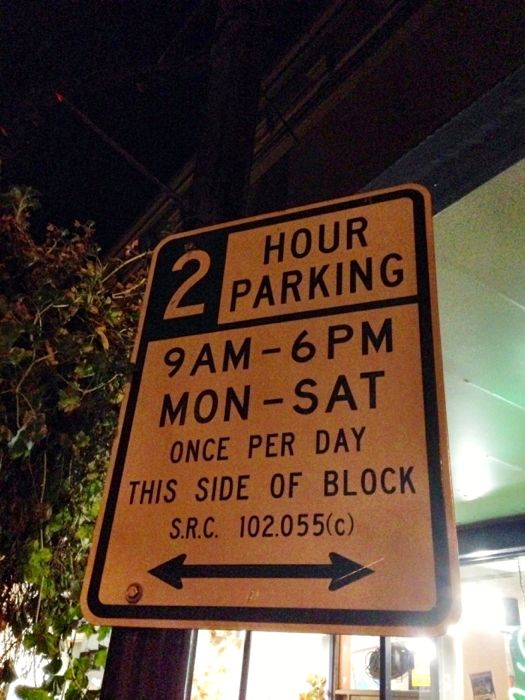 2 HOUR
PARKING
9AM-6PM
MON-SAT
ONCE PER DAY
THIS SIDE OF BLOCK
S.R.C. 102.055(c)